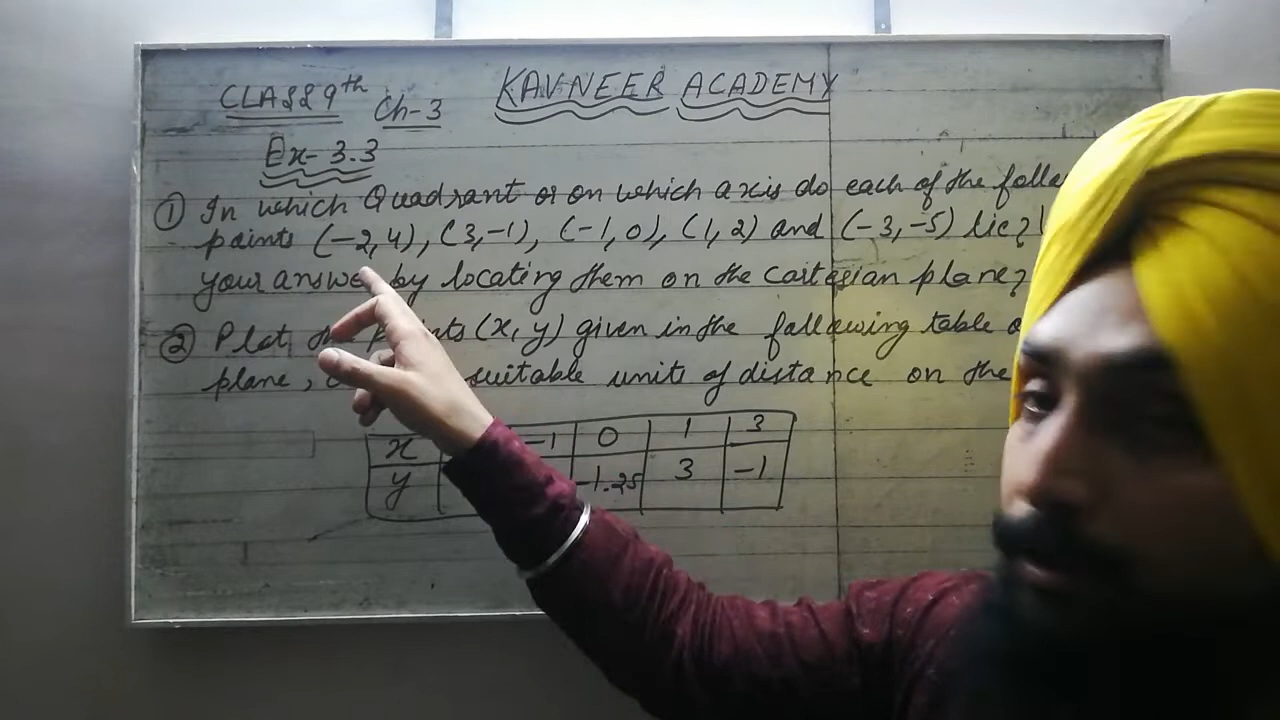 CLASS 9th Ch-3 KAVNEER ACADEMY
Ex- 3.3
① In which Quadrant or on which axis do each of the
points (-2,4), (3,-1), (-1,0), (1,2) and (-3,-5) lie?
your answer by locating them on the cartesian plane?
② Plot the points (x, y) given in the following table
plane, suitable units of distance on the
x -1 0 1 3
y -1.25 3 -1